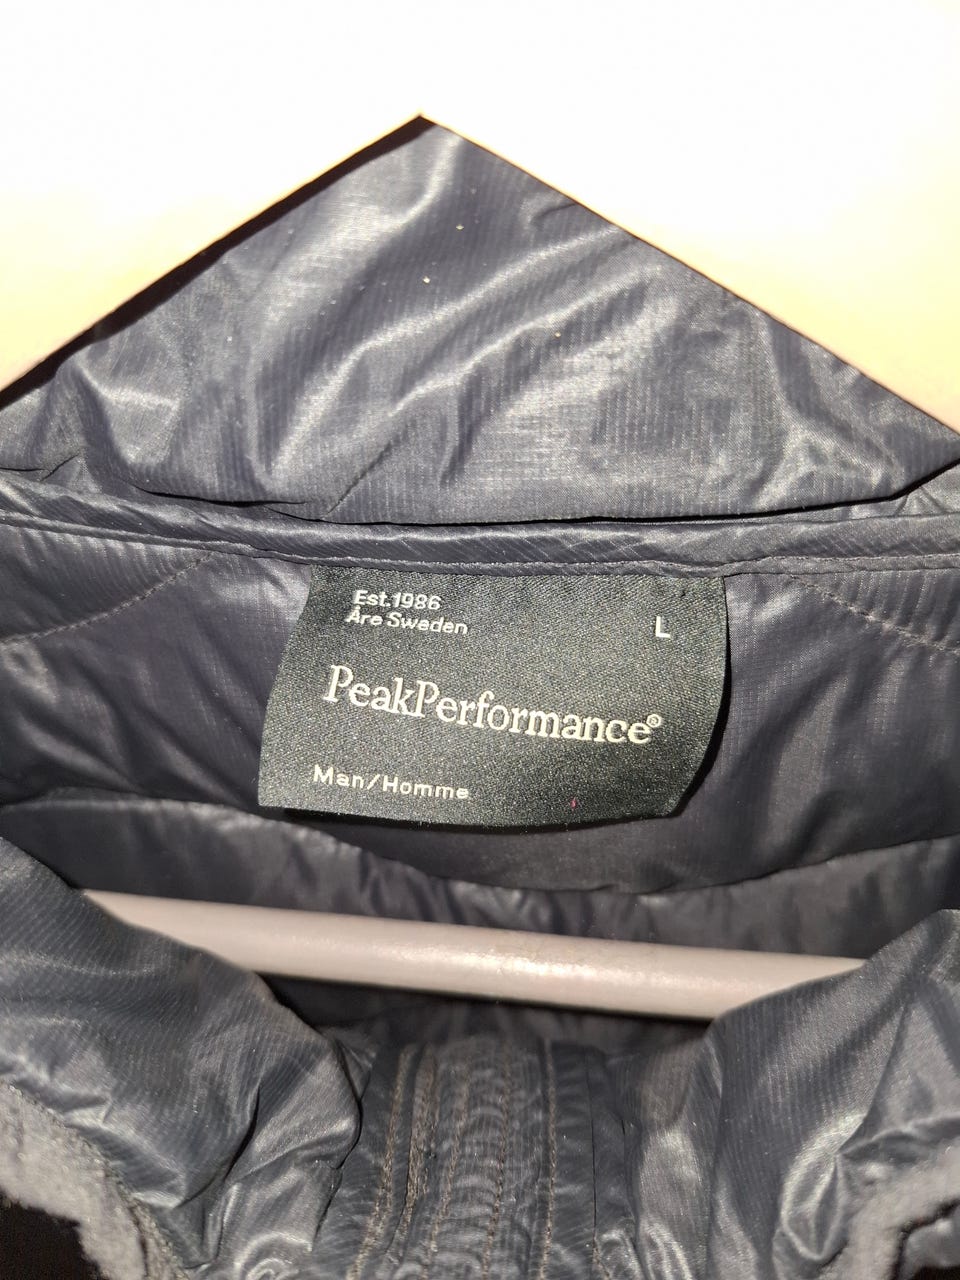 Est.1986
Åre Sweden
L
PeakPerformance®
Man/Homme